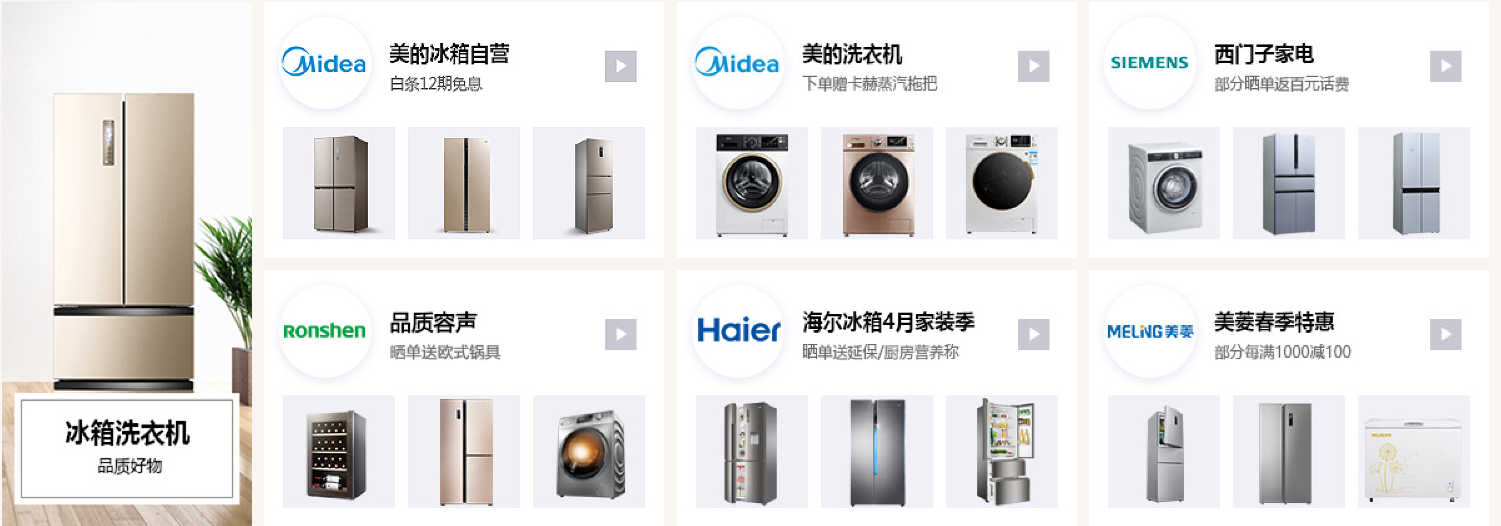 冰箱洗衣机
品质好物
Midea
美的冰箱自营
白条12期免息
Midea
美的洗衣机
下单赠卡赫蒸汽拖把
SIEMENS
西门子家电
部分晒单返百元话费
Ronshen
品质容声
晒单送欧式锅具
Haier
海尔冰箱4月家装季
晒单送延保/厨房营养称
MELING美菱
美菱春季特惠
部分每满1000减100